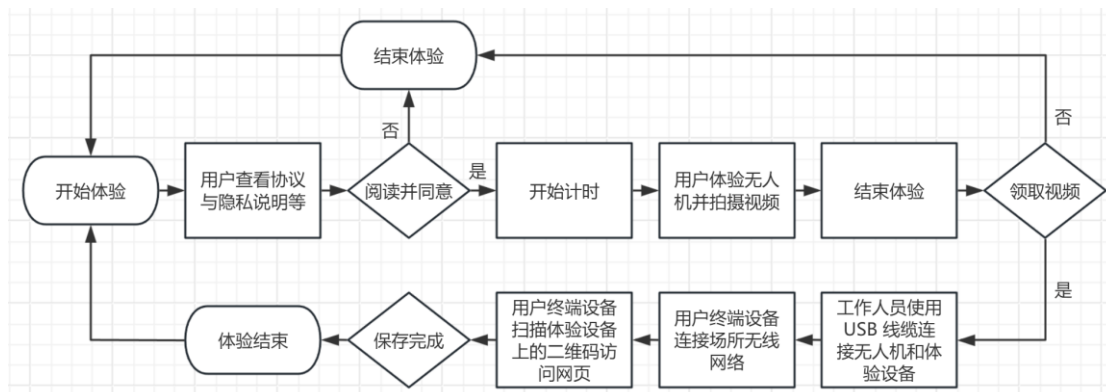 结束体验
否
否
开始体验
用户查看协议
与隐私说明等
阅读并同意
是
开始计时
用户体验无人
机并拍摄视频
结束体验
领取视频
是
体验结束
保存完成
用户终端设备
扫描体验设备
上的二维码访
问网页
用户终端设备
连接场所无线
网络
工作人员使用
USB 线缆连
接无人机和体
验设备